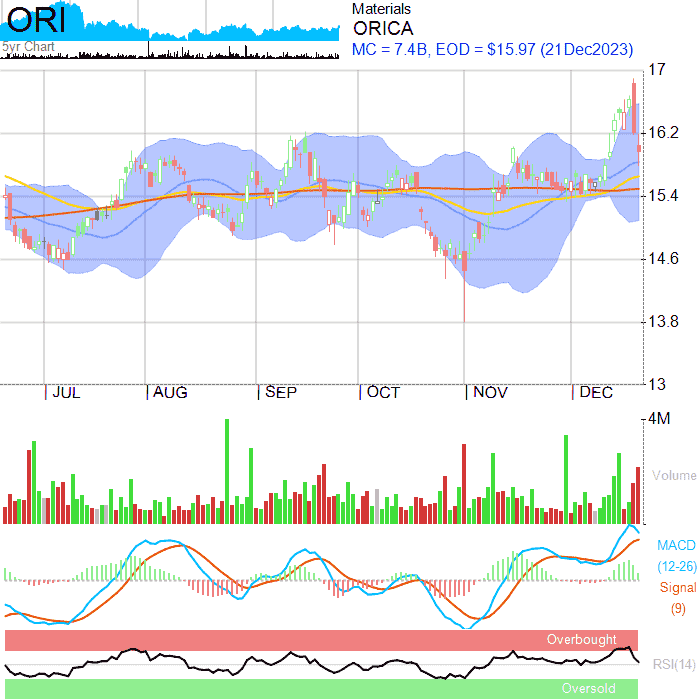 ORI
5yr Chart
Materials
ORICA
MC = 7.4B, EOD = $15.97 (21Dec2023)
17
16.2
15.4
14.6
13.8
13
JUL
AUG
SEP
OCT
NOV
DEC
4M
Volume
MACD
(12-26)
Signal
(9)
Overbought
RSI(14)
Oversold